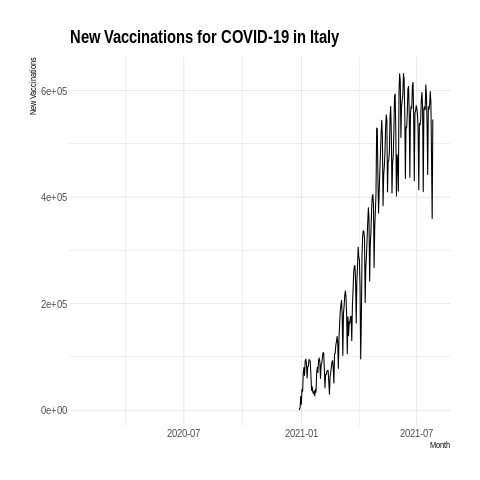 New Vaccinations for COVID-19 in Italy
New Vaccinations
6e+05
4e+05
2e+05
0e+00
2020-07
2021-01
2021-07
Month